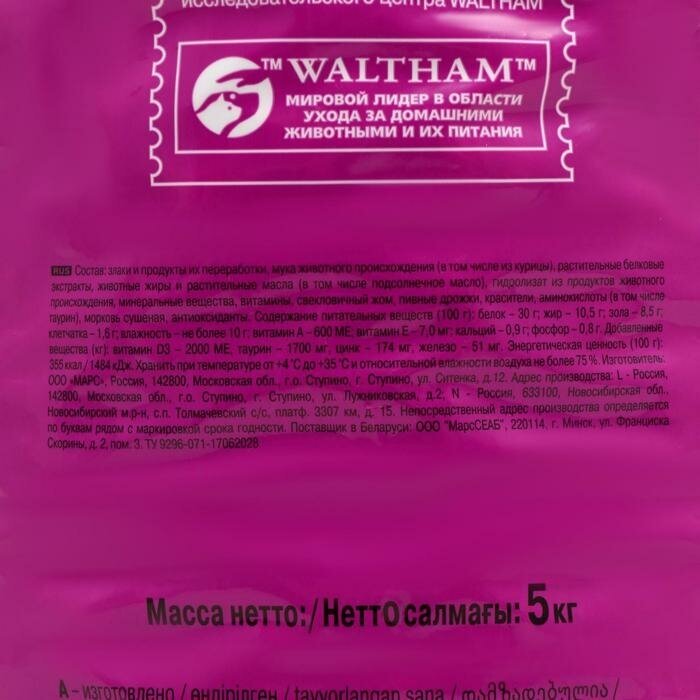 исследовательского центра WALTHAM
™ WALTHAM™
МИРОВОЙ ЛИДЕР В ОБЛАСТИ
УХОДА ЗА ДОМАШНИМИ
ЖИВОТНЫМИ И ИХ ПИТАНИЯ
RUS Состав: злаки и продукты их переработки, мука животного происхождения (в том числе из курицы), растительные белковые
экстракты, животные жиры и растительные масла (в том числе подсолнечное масло), гидролизат из продуктов животного
происхождения, минеральные вещества, витамины, свекловичный жом, пивные дрожжи, красители, аминокислоты (в том числе
таурин), морковь сушеная, антиоксиданты. Содержание питательных веществ (100 г): белок – 30 г; жир – 10,5 г; зола – 8,5 г;
клетчатка – 1,6 г; влажность – не более 10 г; витамин А – 600 МЕ; витамин Е – 7,0 мг; кальций – 0,9 г; фосфор – 0,8 г. Добавленные
вещества (кг): витамин D3 – 2000 МЕ, таурин – 1700 мг, цинк – 174 мг, железо – 51 мг. Энергетическая ценность (100 г):
355 ккал / 1484 кДж. Хранить при температуре от +4°С до +35°С и относительной влажности воздуха не более 75 %. Изготовитель:
ООО «МАРС», Россия, 142800, Московская обл., г.о. Ступино, г. Ступино, ул. Ситенка, д.12. Адрес производства: L - Россия,
142800, Московская обл., г.о. Ступино, г. Ступино, ул. Лужниковская, д.2; N - Россия, 633100, Новосибирская обл.,
Новосибирский м.р-н, с.п. Толмачевский с/с, платф. 3307 км, д. 15. Непосредственный адрес производства определяется
по буквам рядом с маркировкой срока годности. Поставщик в Беларуси: ООО "МарсСЕАБ", 220114, г. Минск, ул. Франциска
Скорины, д. 2, пом. 3. ТУ 9296-071-17062028
Масса нетто:/Нетто салмағы: 5 кг
А – изготовлено / өндірілген / tayyorlangan sana / დამზადებულია /